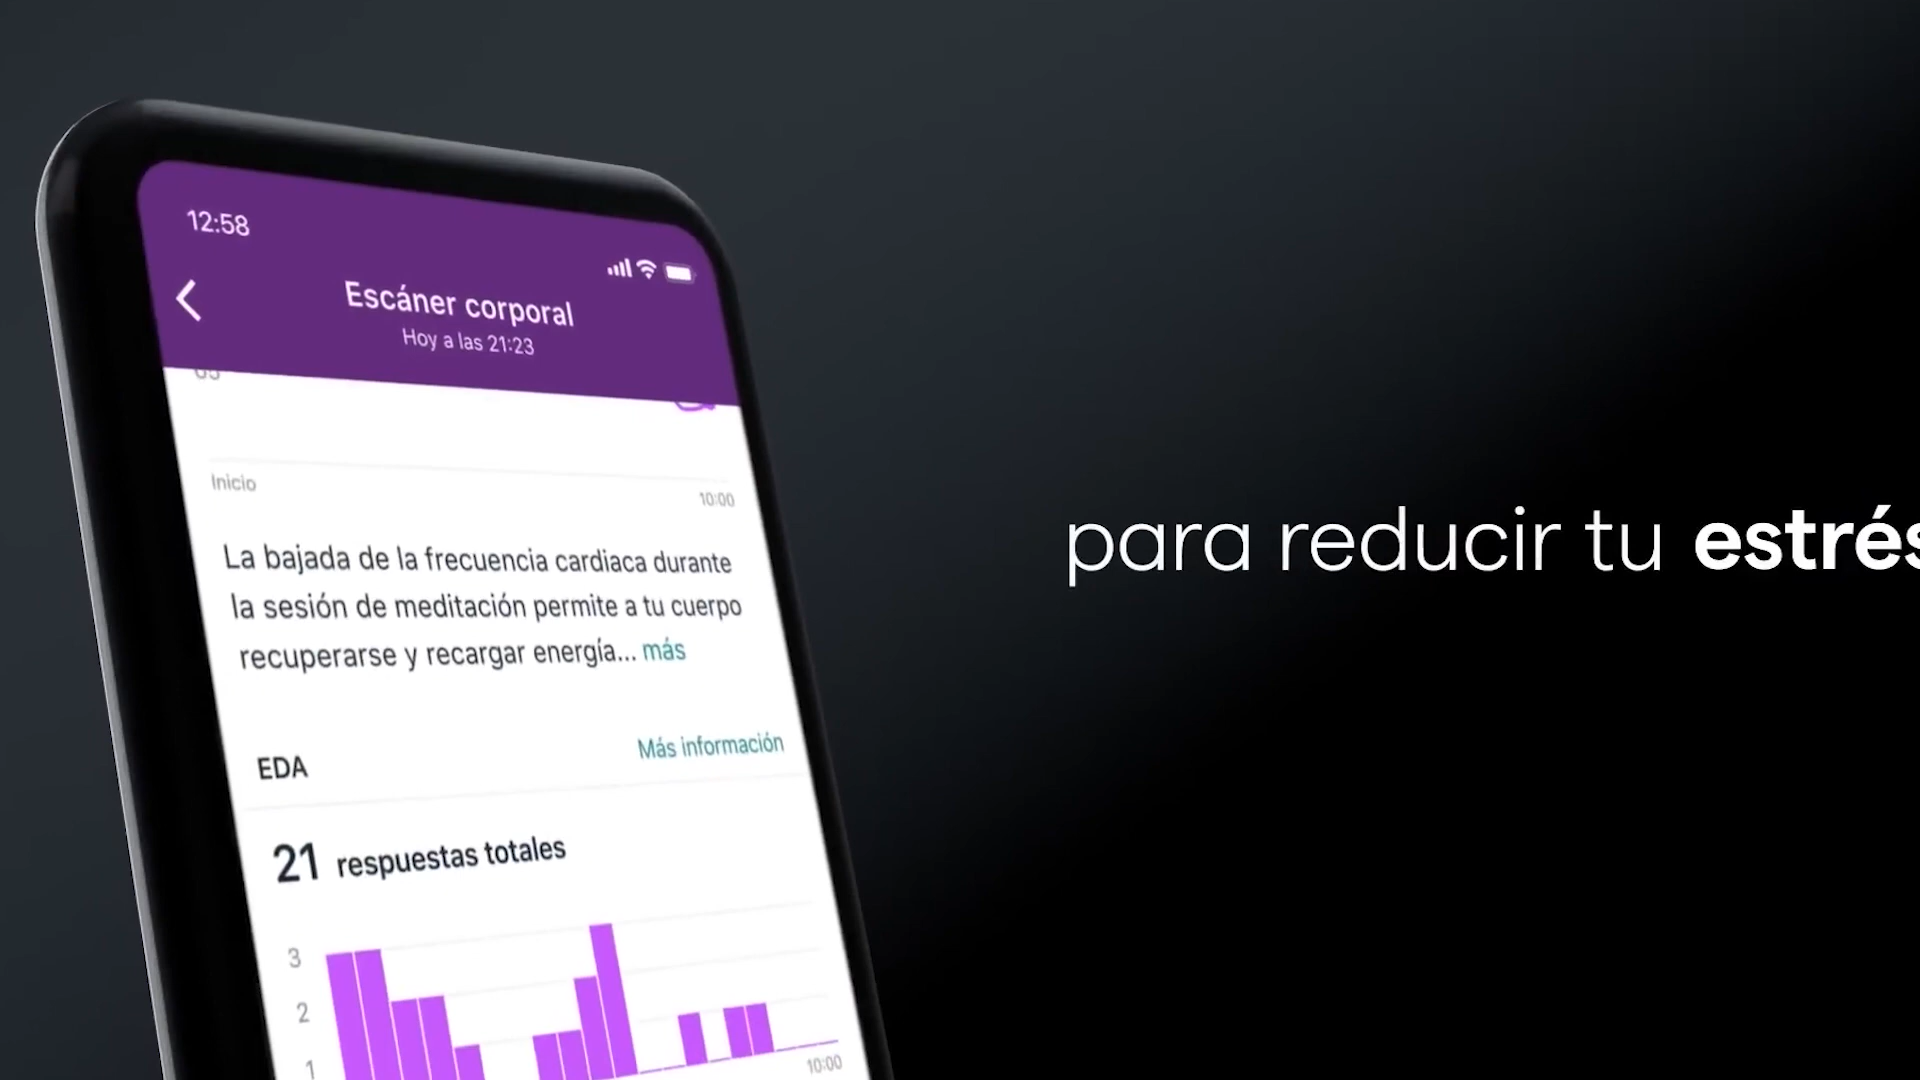 12:58
Escáner corporal
Hoy a las 21:23
Inicio
10:00
La bajada de la frecuencia cardiaca durante
la sesión de meditación permite a tu cuerpo
recuperarse y recargar energía... más
EDA
Más información
21 respuestas totales
3
2
1
10:00
para reducir tu estrés